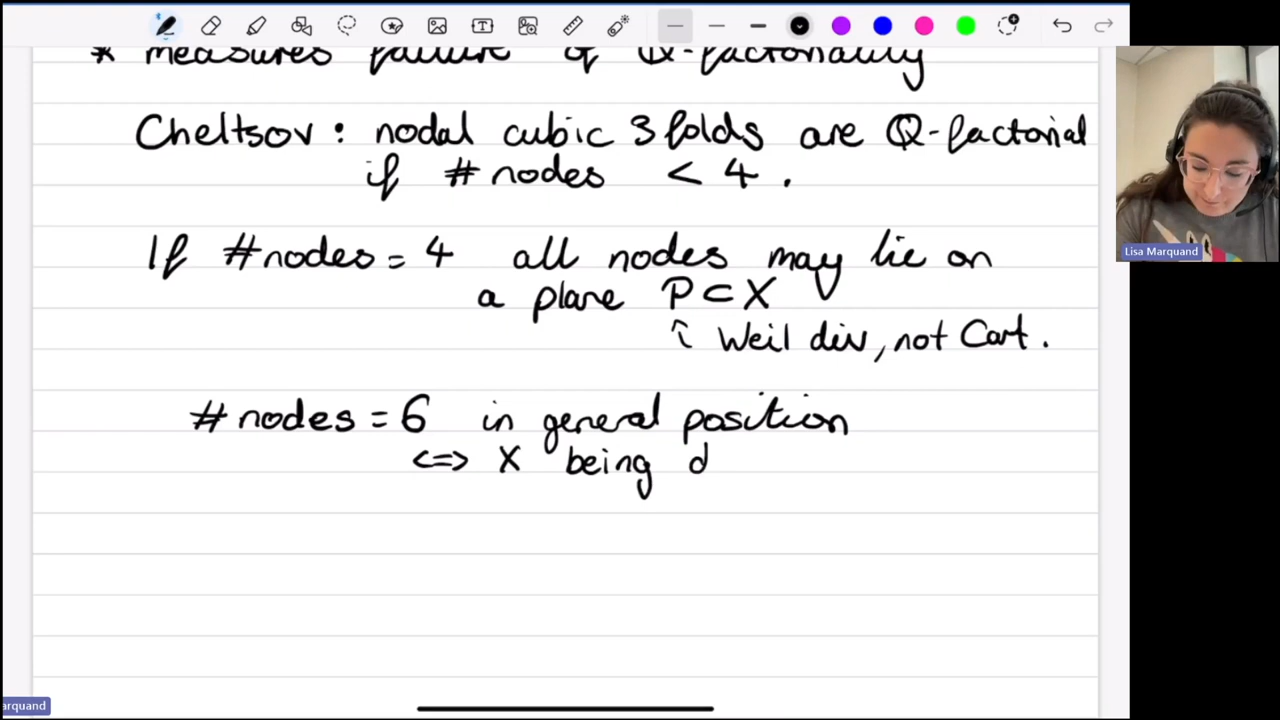 * measures failure of Q-factoriality
Cheltsov : nodal cubic 3folds are Q-factorial
if # nodes < 4 .
If #nodes = 4 all nodes may lie on
a plane P ⊂ X
↑ Weil div, not Cart.
# nodes = 6 in general position
<=> X being d
Lisa Marquand
arquand